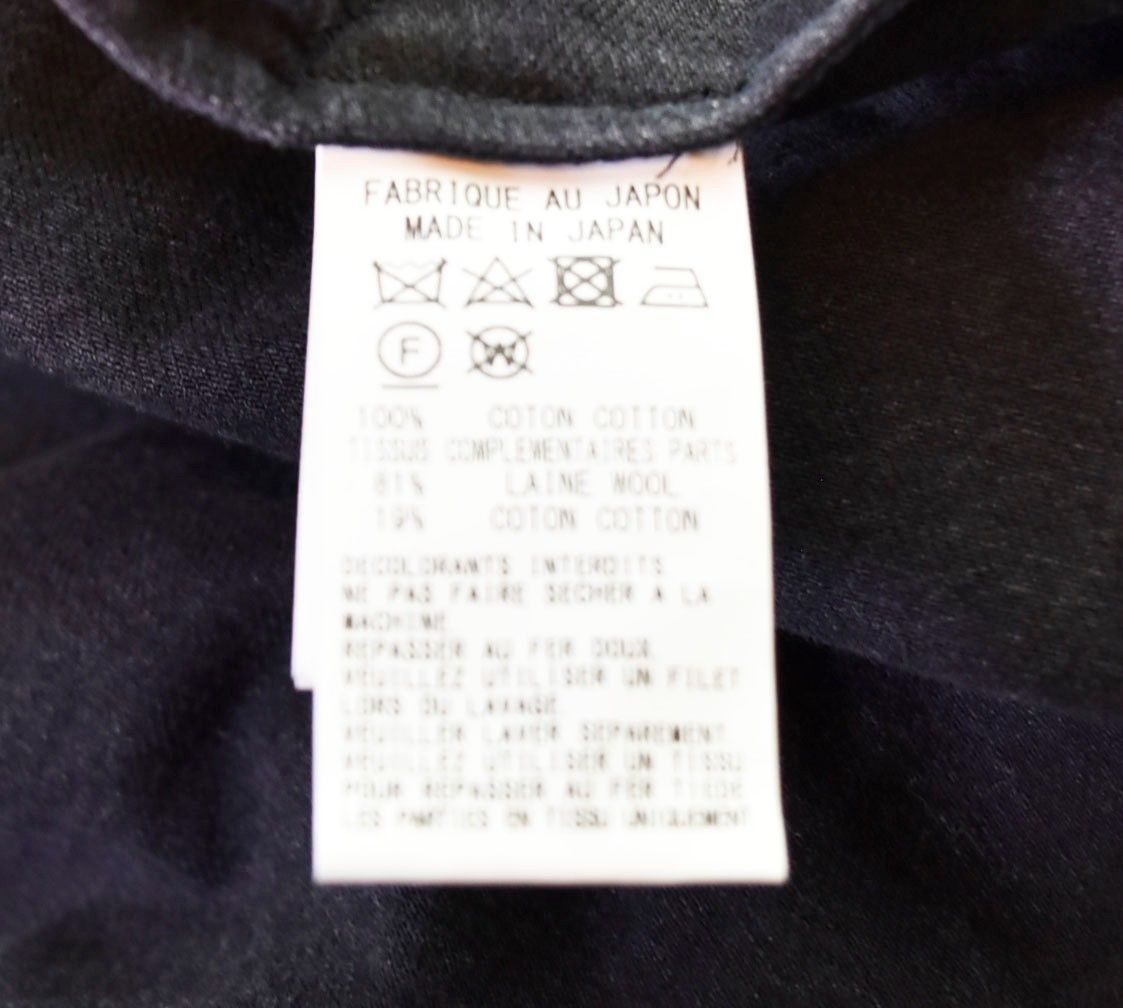 FABRIQUE AU JAPON
MADE IN JAPAN
F
W
100% COTON COTTON
TISSUS COMPLEMENTAIRES PARTS
81% LAINE WOOL
19% COTON COTTON
DECOLORANTS INTERDITS
NE PAS FAIRE SECHER A LA
MACHINE
REPASSER AU FER DOUX
VEUILLEZ UTILISER UN FILET
LORS DU LAVAGE
VEUILLER LAVER SEPAREMENT
VEUILLEZ UTILISER UN TISSU
POUR REPASSER AU FER TIEDE
LES PARTIES EN TISSU UNIQUEMENT